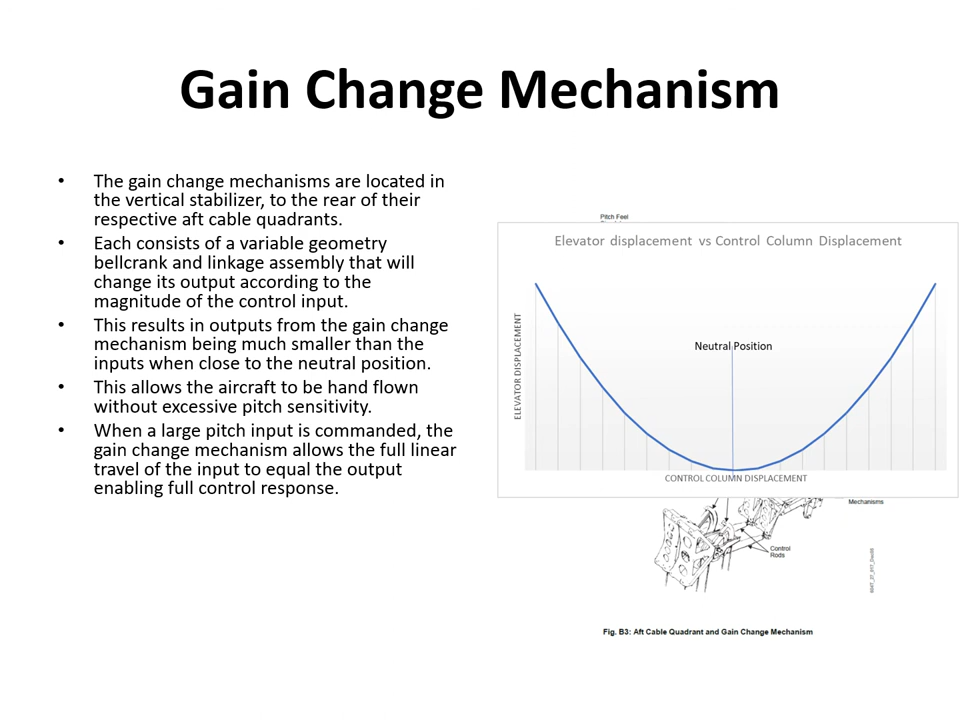 Gain Change Mechanism
• The gain change mechanisms are located in
the vertical stabilizer, to the rear of their
respective aft cable quadrants.
• Each consists of a variable geometry
bellcrank and linkage assembly that will
change its output according to the
magnitude of the control input.
• This results in outputs from the gain change
mechanism being much smaller than the
inputs when close to the neutral position.
• This allows the aircraft to be hand flown
without excessive pitch sensitivity.
• When a large pitch input is commanded, the
gain change mechanism allows the full linear
travel of the input to equal the output
enabling full control response.
Pitch Feel
Elevator displacement vs Control Column Displacement
ELEVATOR DISPLACEMENT
Neutral Position
CONTROL COLUMN DISPLACEMENT
Mechanisms
Control
Rods
Fig. B3: Aft Cable Quadrant and Gain Change Mechanism